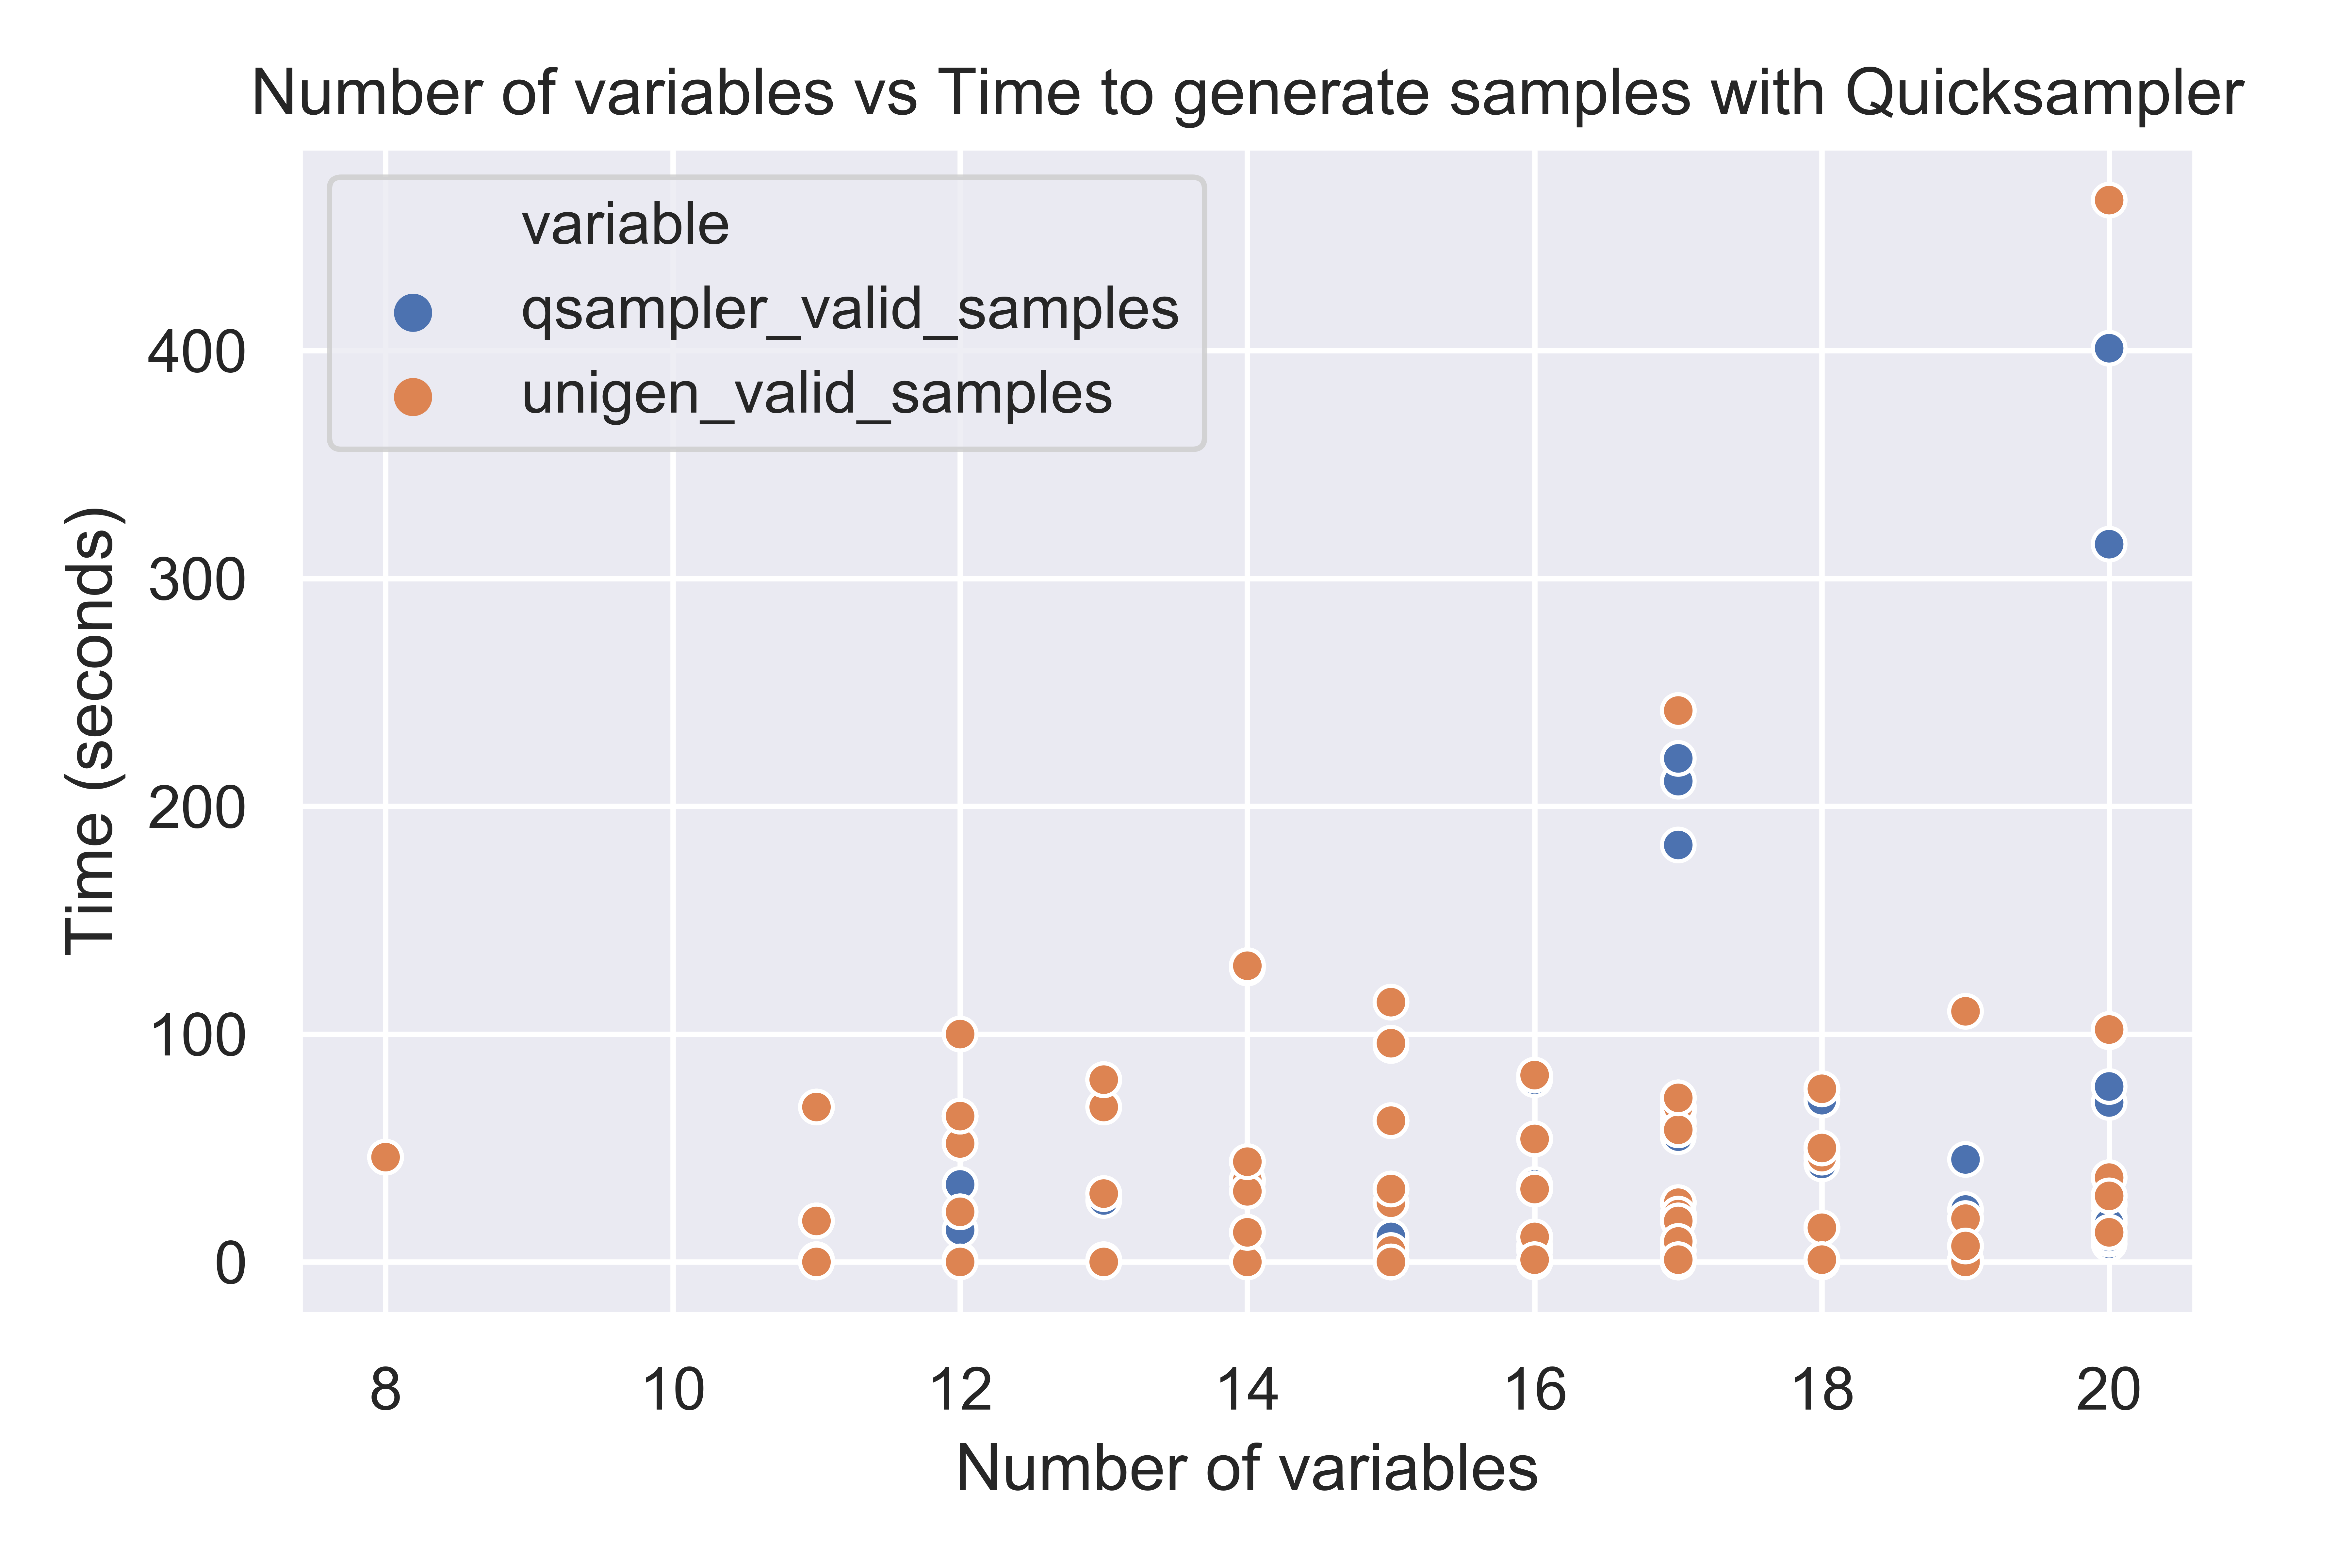 Number of variables vs Time to generate samples with Quicksampler
variable
qsampler_valid_samples
unigen_valid_samples
Time (seconds)
400
300
200
100
0
8 10 12 14 16 18 20
Number of variables